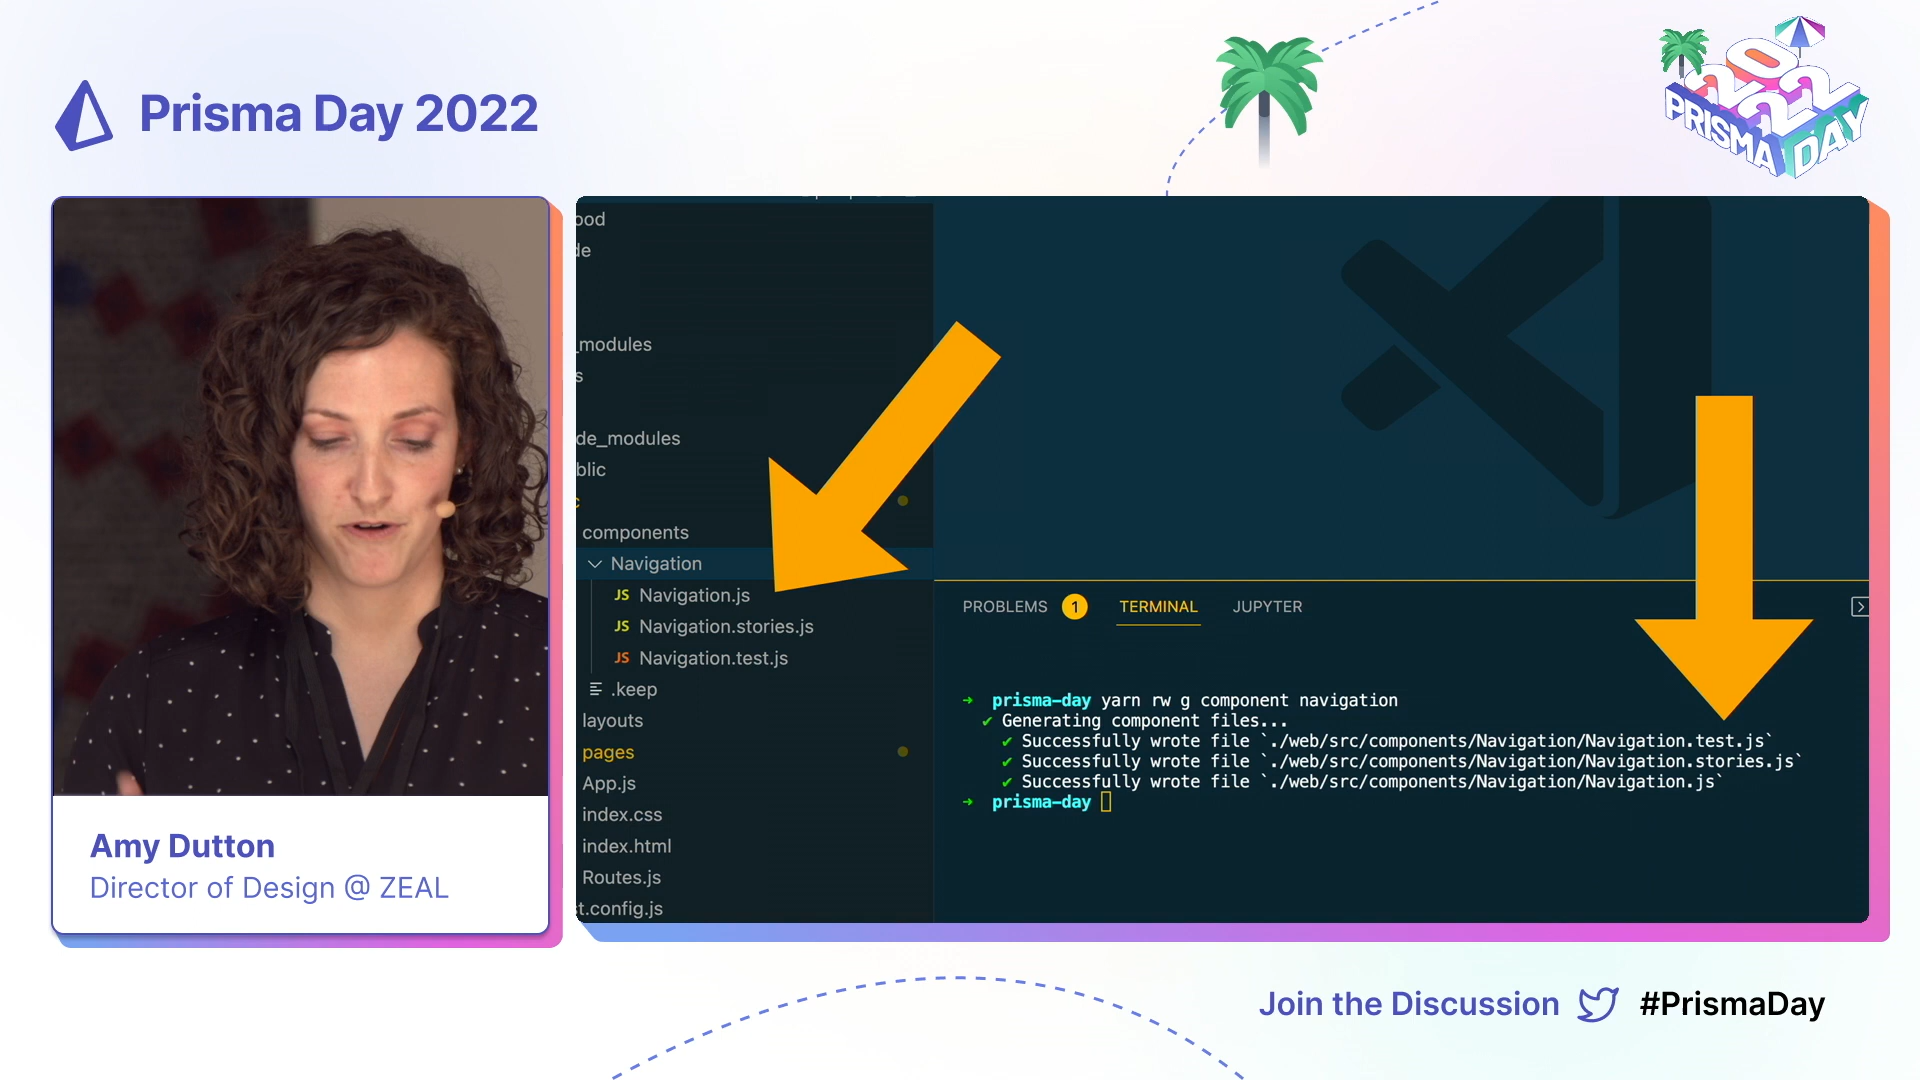 Prisma Day 2022
2022
PRISMA DAY
Amy Dutton
Director of Design @ ZEAL
ood
de
_modules
s
de_modules
blic
c
components
Navigation
JS Navigation.js
JS Navigation.stories.js
JS Navigation.test.js
.keep
layouts
pages
App.js
index.css
index.html
Routes.js
t.config.js
PROBLEMS 1 TERMINAL JUPYTER
→ prisma-day yarn rw g component navigation
✔ Generating component files...
✔ Successfully wrote file `./web/src/components/Navigation/Navigation.test.js`
✔ Successfully wrote file `./web/src/components/Navigation/Navigation.stories.js`
✔ Successfully wrote file `./web/src/components/Navigation/Navigation.js`
→ prisma-day
Join the Discussion #PrismaDay